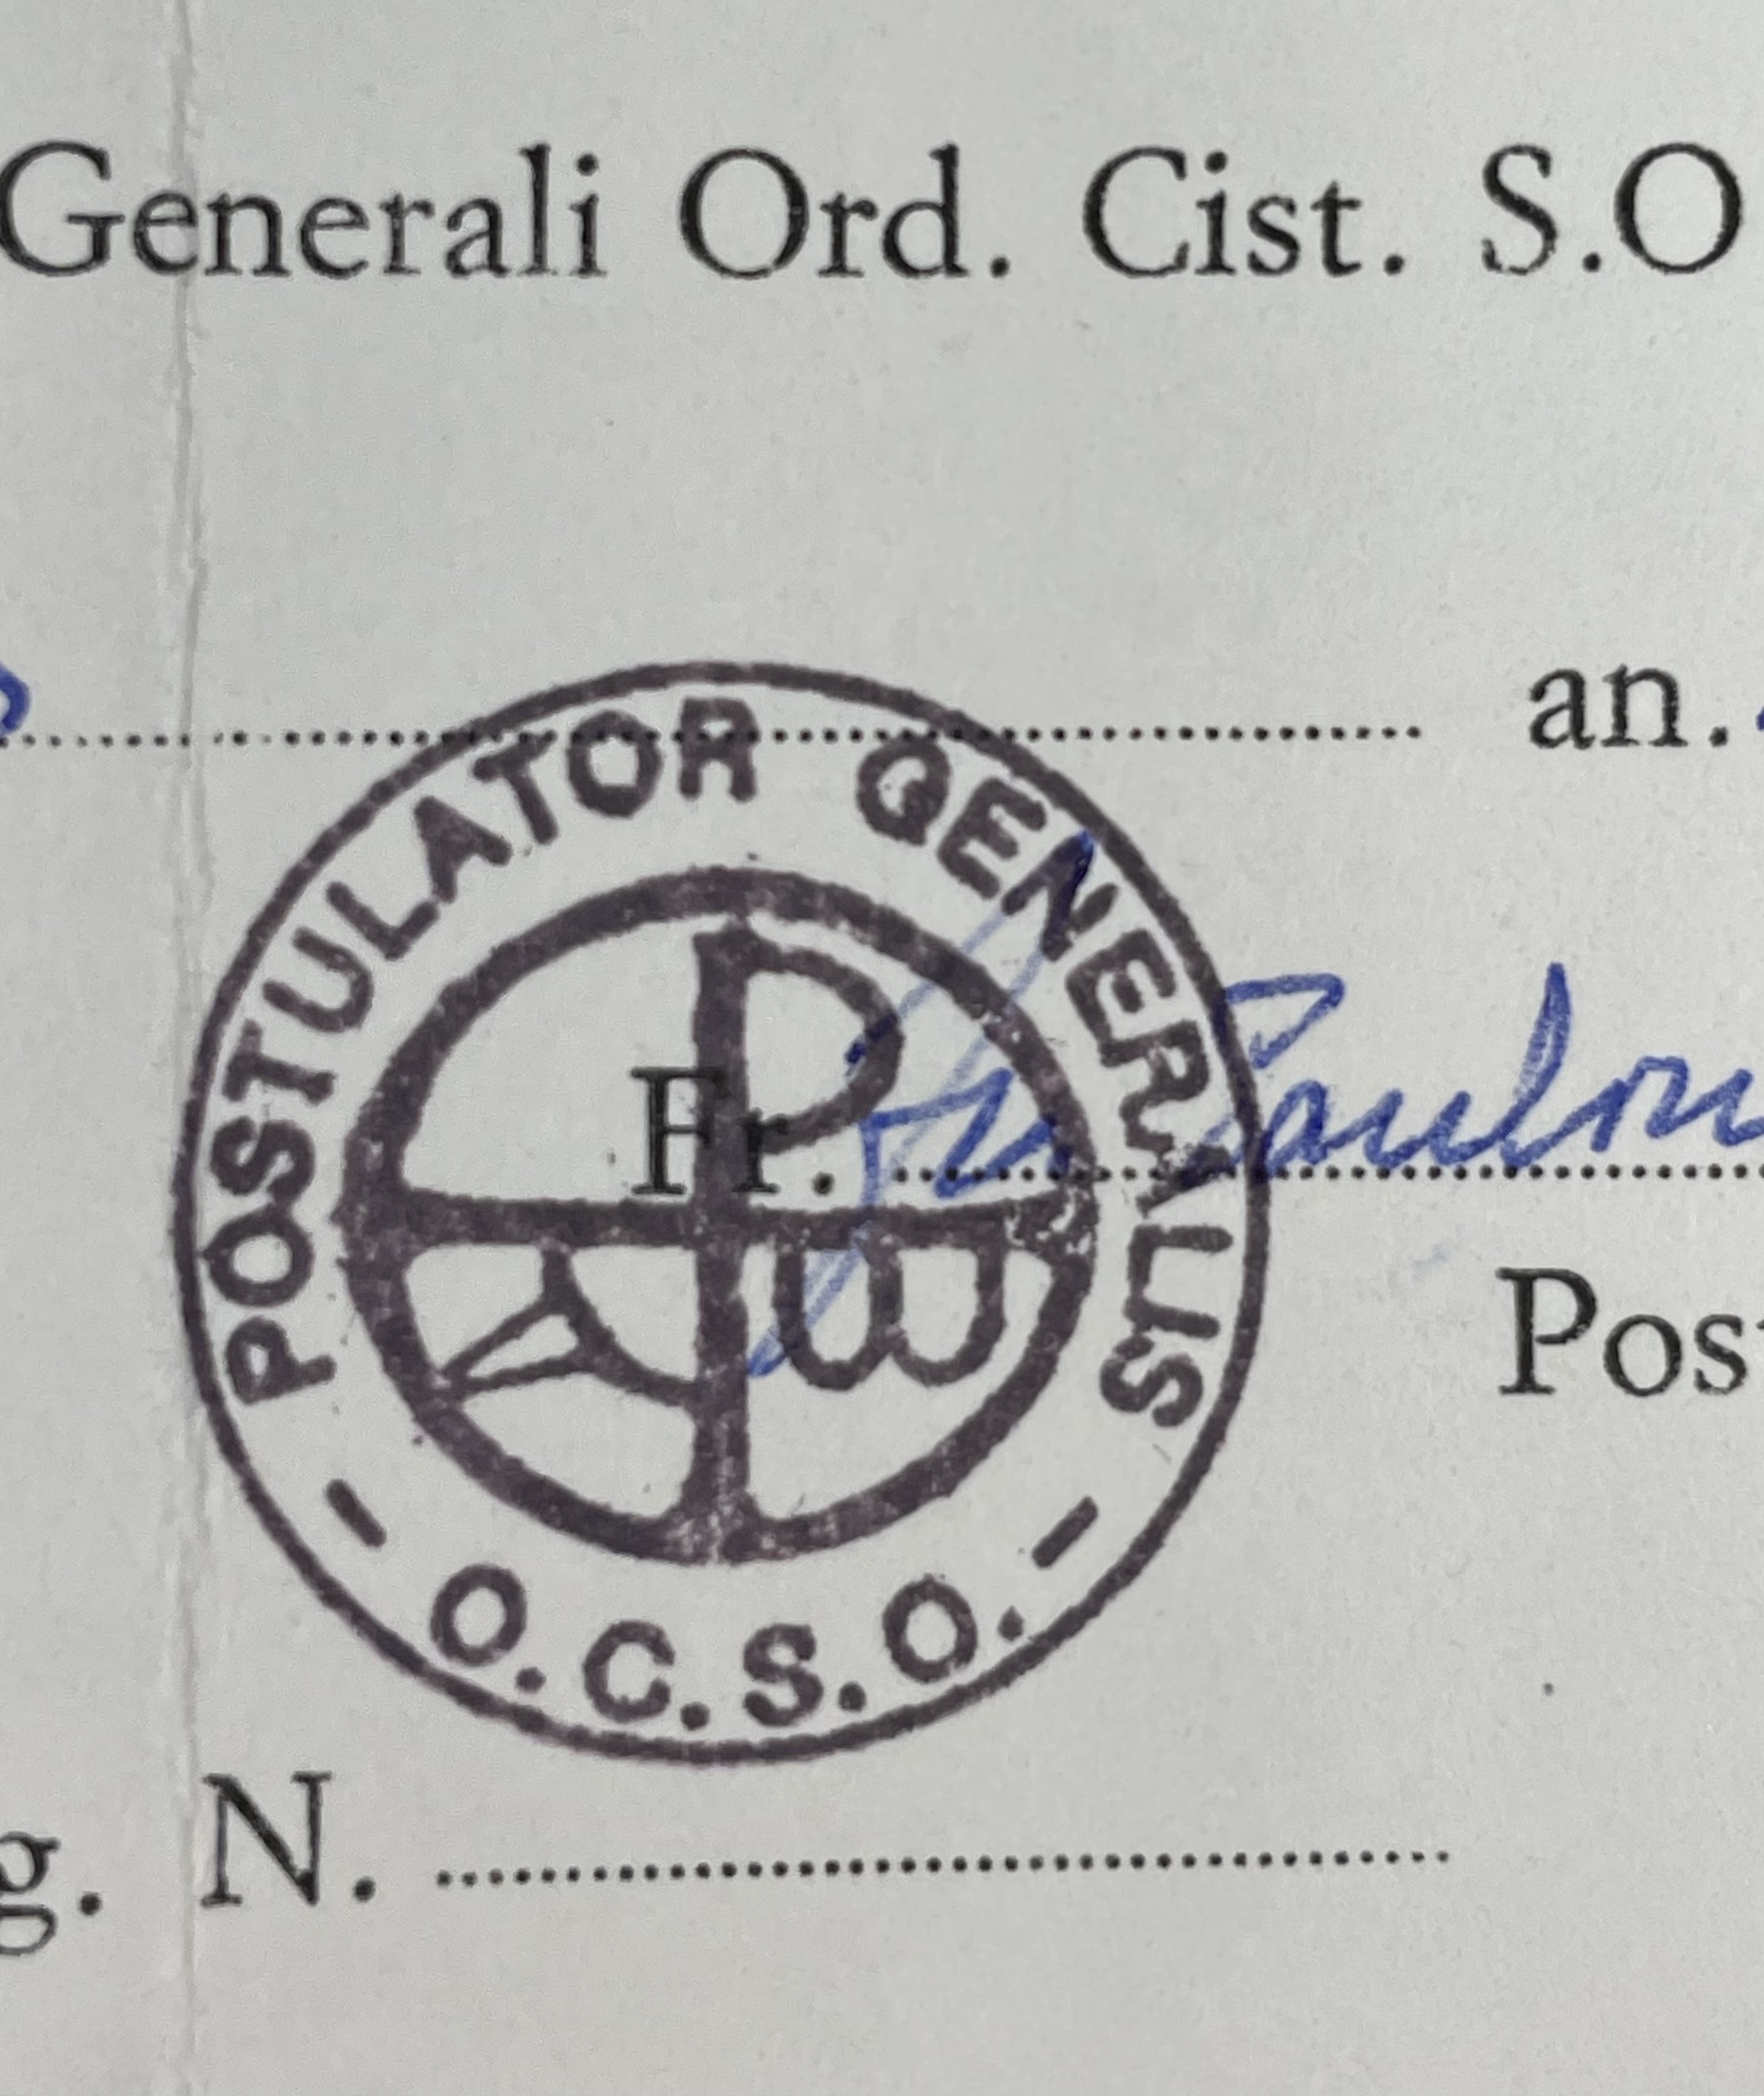 Generali Ord. Cist. S.O
an.
POSTULATOR GENERALIS
Fr.
Pos
- O.C.S.O. -
g. N.